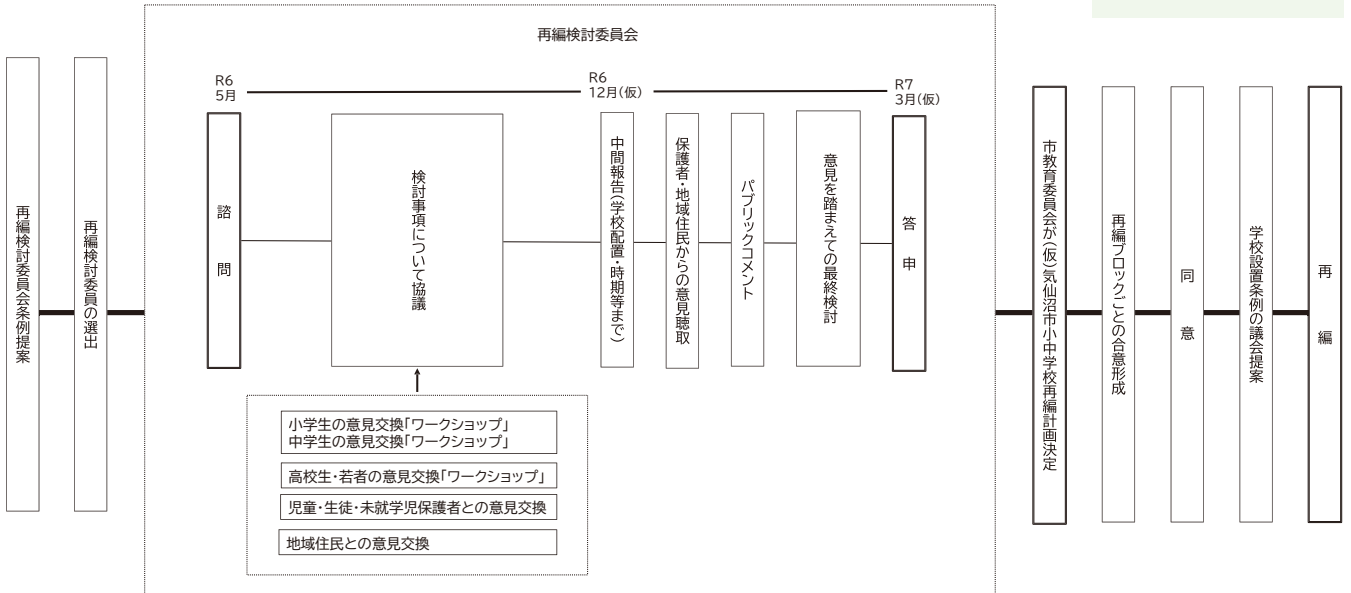 再編検討委員会条例提案
再編検討委員の選出
再編検討委員会
R6
5月
R6
12月(仮)
R7
3月(仮)
諮問
検討事項について協議
中間報告(学校配置・時期等まで)
保護者・地域住民からの意見聴取
パブリックコメント
意見を踏まえての最終検討
答申
小学生の意見交換「ワークショップ」
中学生の意見交換「ワークショップ」
高校生・若者の意見交換「ワークショップ」
児童・生徒・未就学児保護者との意見交換
地域住民との意見交換
市教育委員会が(仮)気仙沼市小中学校再編計画決定
再編ブロックごとの合意形成
同意
学校設置条例の議会提案
再編